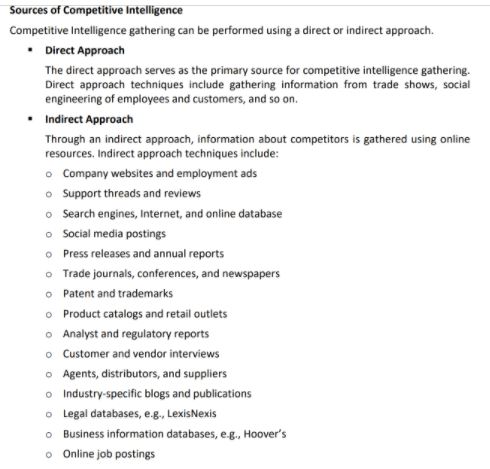 Sources of Competitive Intelligence
Competitive Intelligence gathering can be performed using a direct or indirect approach.
▪ Direct Approach
The direct approach serves as the primary source for competitive intelligence gathering.
Direct approach techniques include gathering information from trade shows, social
engineering of employees and customers, and so on.
▪ Indirect Approach
Through an indirect approach, information about competitors is gathered using online
resources. Indirect approach techniques include:
o Company websites and employment ads
o Support threads and reviews
o Search engines, Internet, and online database
o Social media postings
o Press releases and annual reports
o Trade journals, conferences, and newspapers
o Patent and trademarks
o Product catalogs and retail outlets
o Analyst and regulatory reports
o Customer and vendor interviews
o Agents, distributors, and suppliers
o Industry-specific blogs and publications
o Legal databases, e.g., LexisNexis
o Business information databases, e.g., Hoover's
o Online job postings